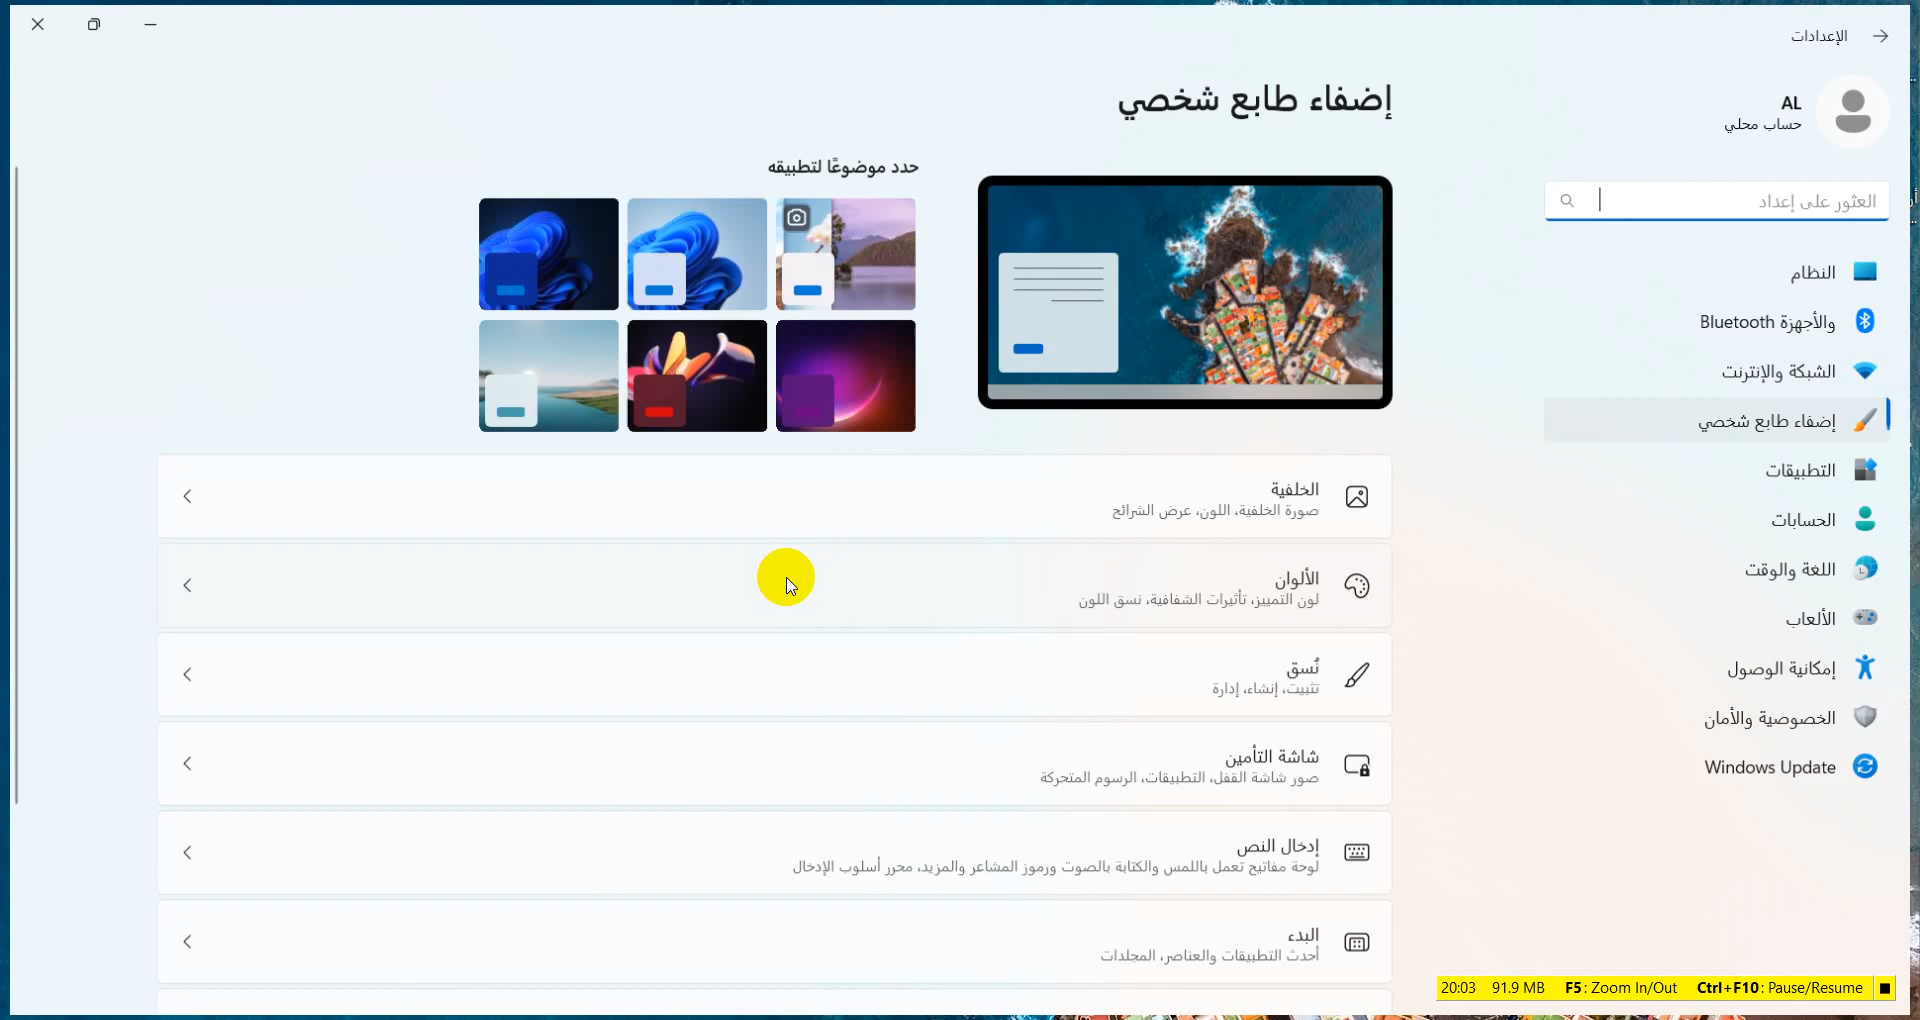 الإعدادات
AL
حساب محلي
العثور على إعداد
النظام
Bluetooth والأجهزة
الشبكة والإنترنت
إضفاء طابع شخصي
التطبيقات
الحسابات
اللغة والوقت
الألعاب
إمكانية الوصول
الخصوصية والأمان
Windows Update
إضفاء طابع شخصي
حدد موضوعًا لتطبيقه
الخلفية
صورة الخلفية، اللون، عرض الشرائح
الألوان
لون التمييز، تأثيرات الشفافية، نسق اللون
نُسق
تثبيت، إنشاء، إدارة
شاشة التأمين
صور شاشة القفل، التطبيقات، الرسوم المتحركة
إدخال النص
لوحة مفاتيح تعمل باللمس والكتابة بالصوت ورموز المشاعر والمزيد، محرر أسلوب الإدخال
البدء
أحدث التطبيقات والعناصر، المجلدات
20:03 91.9 MB F5: Zoom In/Out Ctrl+F10: Pause/Resume